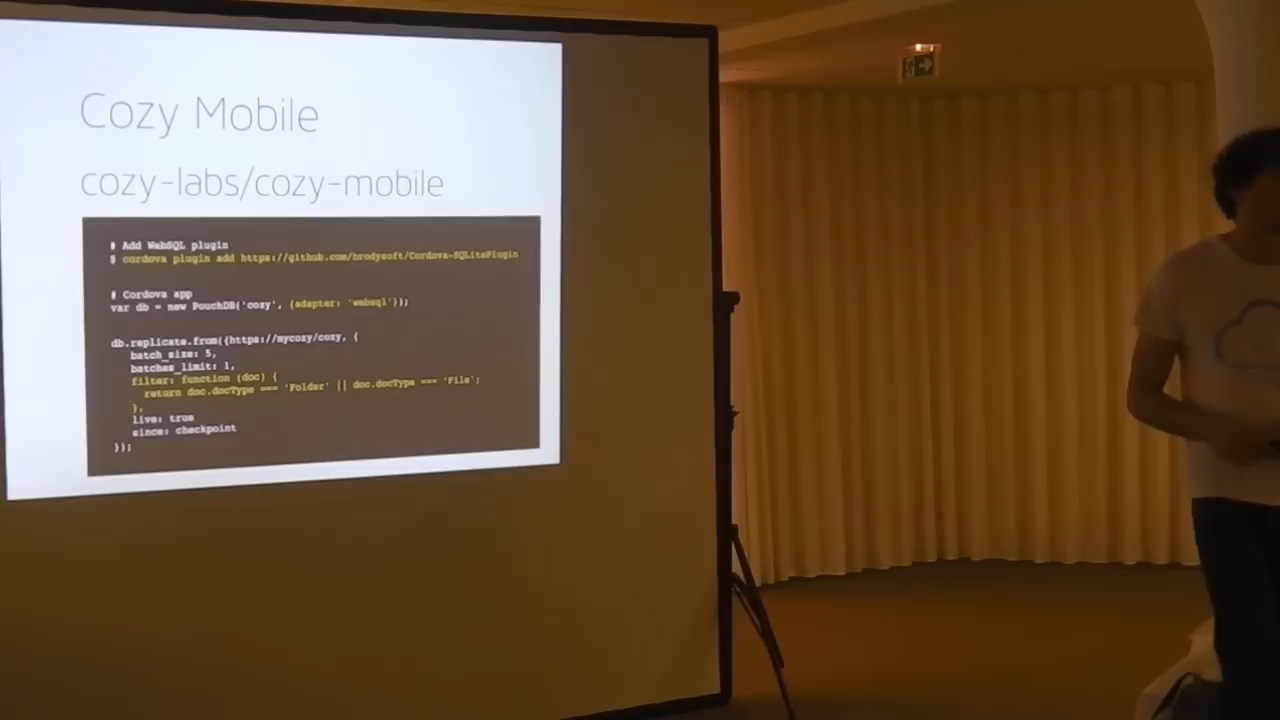 Cozy Mobile
cozy-labs/cozy-mobile
# Add WebSQL plugin
$ cordova plugin add https://github.com/brodysoft/Cordova-SQLitePlugin
# Cordova app
var db = new PouchDB('cozy', {adapter: 'websql'});
db.replicate.from({https://mycozy/cozy, {
batch_size: 5,
batches_limit: 1,
filter: function (doc) {
return doc.docType === 'Folder' || doc.docType === 'File';
},
live: true
since: checkpoint
});